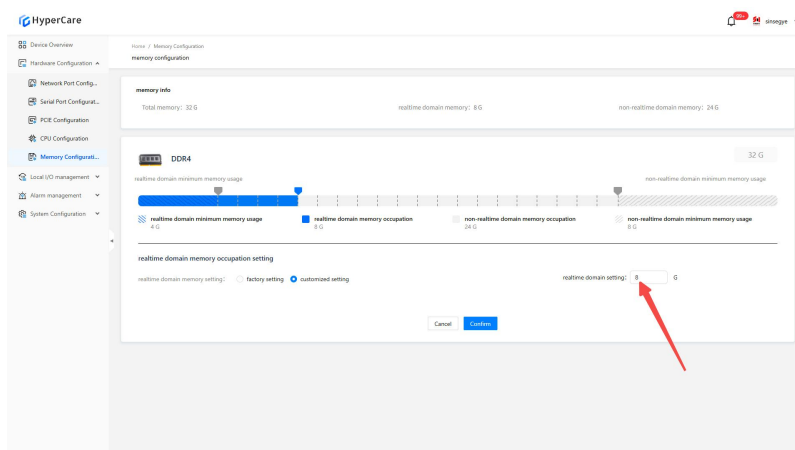 HyperCare
99+
sinsegye
Device Overview
Hardware Configuration
Network Port Config...
Serial Port Configurat...
PCIE Configuration
CPU Configuration
Memory Configurati...
Local I/O management
Alarm management
System Configuration
Home / Memory Configuration
memory configuration
memory info
Total memory: 32 G
realtime domain memory: 8 G
non-realtime domain memory: 24 G
DDR4
32 G
realtime domain minimum memory usage
non-realtime domain minimum memory usage
realtime domain minimum memory usage
4 G
realtime domain memory occupation
8 G
non-realtime domain memory occupation
24 G
non-realtime domain minimum memory usage
8 G
realtime domain memory occupation setting
realtime domain memory setting: factory setting customized setting
realtime domain setting: 8 G
Cancel
Confirm